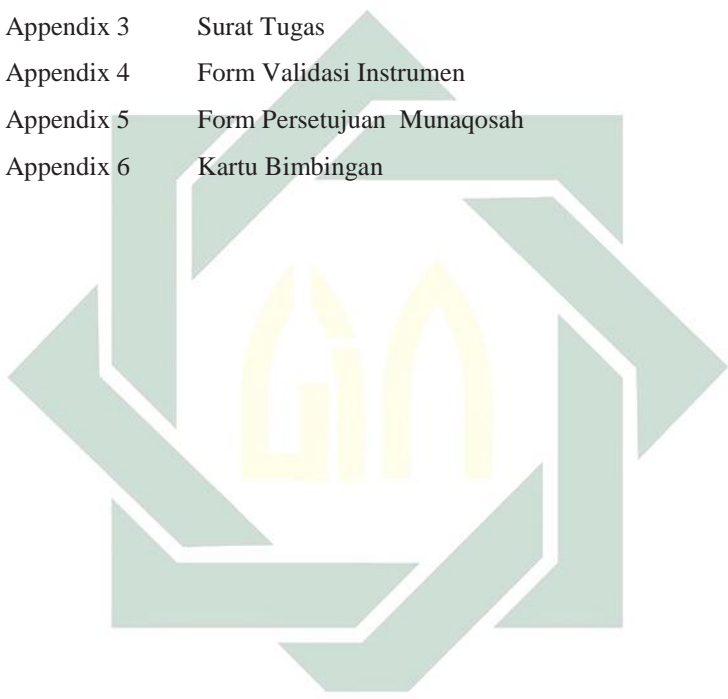 Appendix 3 Surat Tugas
Appendix 4 Form Validasi Instrumen
Appendix 5 Form Persetujuan Munaqosah
Appendix 6 Kartu Bimbingan